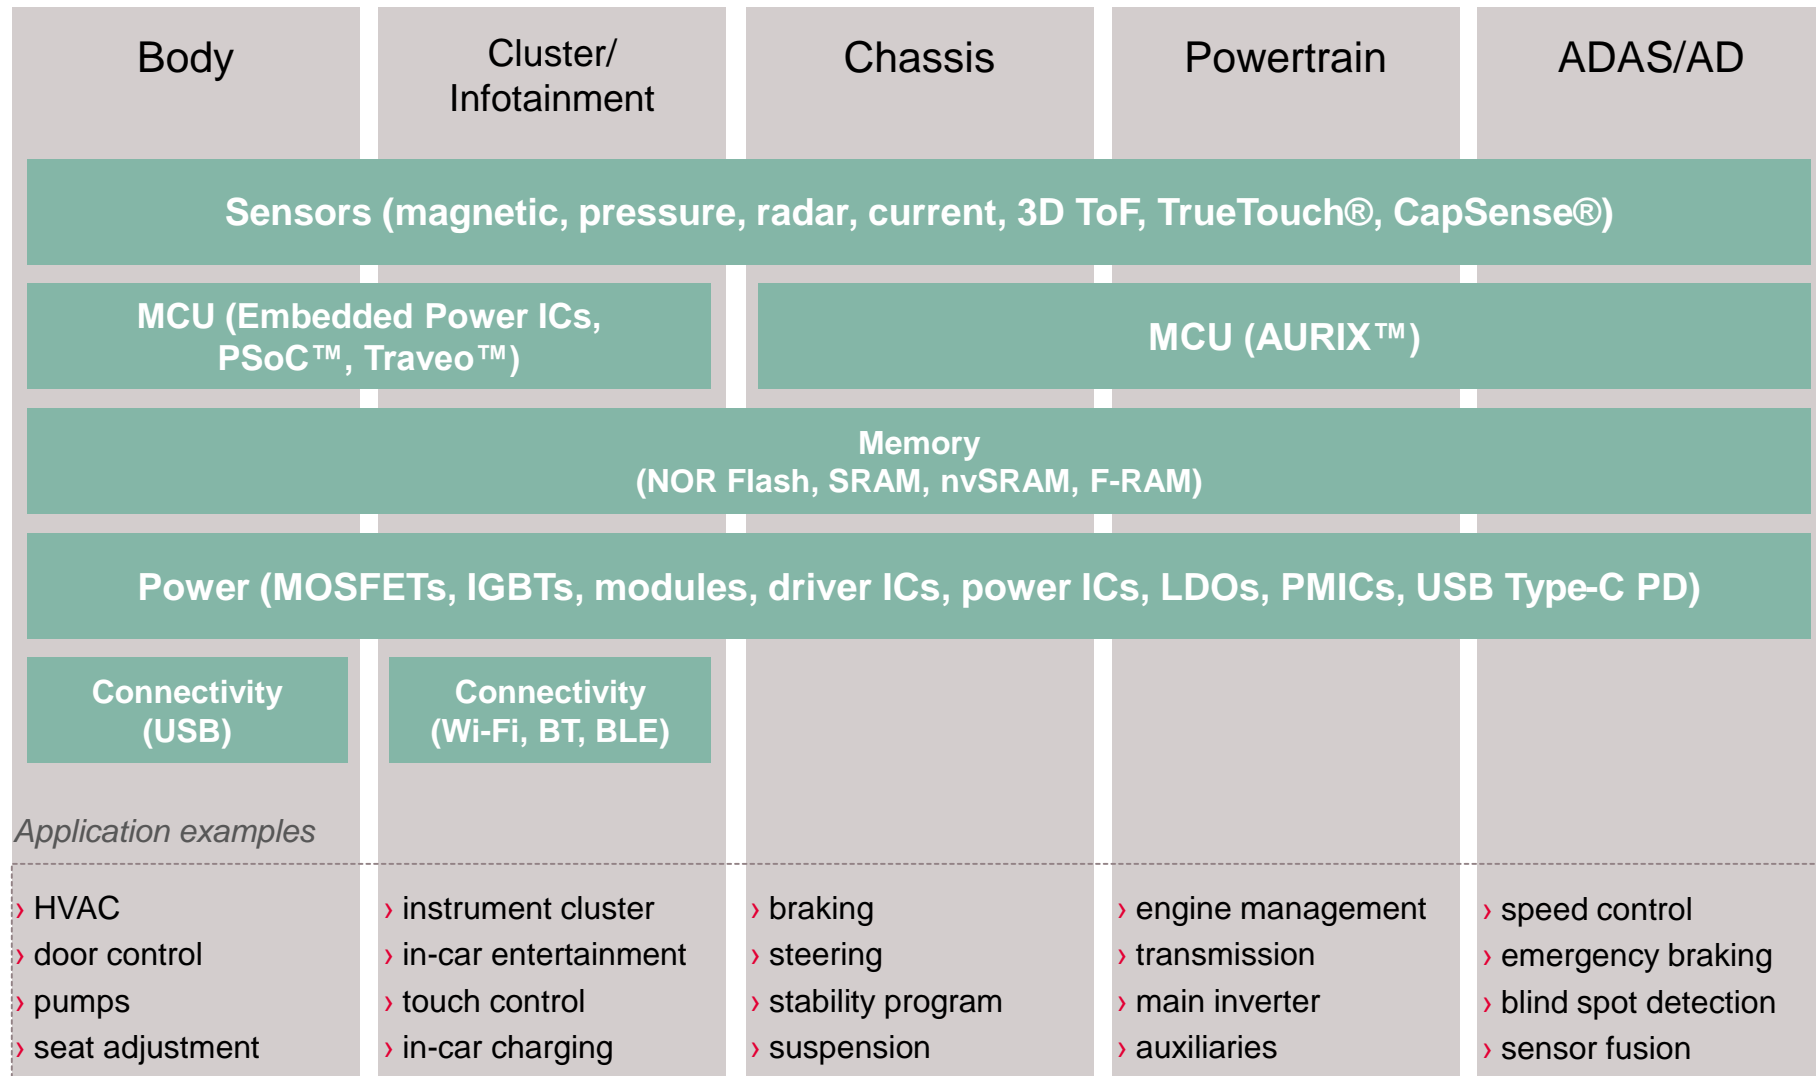 Body
Cluster/
Infotainment
Chassis
Powertrain
ADAS/AD
Sensors (magnetic, pressure, radar, current, 3D ToF, TrueTouch®, CapSense®)
MCU (Embedded Power ICs,
PSoC™, Traveo™)
MCU (AURIX™)
Memory
(NOR Flash, SRAM, nvSRAM, F-RAM)
Power (MOSFETs, IGBTs, modules, driver ICs, power ICs, LDOs, PMICs, USB Type-C PD)
Connectivity
(USB)
Connectivity
(Wi-Fi, BT, BLE)
Application examples
› HVAC
› door control
› pumps
› seat adjustment
› instrument cluster
› in-car entertainment
› touch control
› in-car charging
› braking
› steering
› stability program
› suspension
› engine management
› transmission
› main inverter
› auxiliaries
› speed control
› emergency braking
› blind spot detection
› sensor fusion